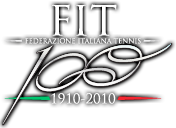 FIT
FEDERAZIONE ITALIANA TENNIS
100
1910-2010